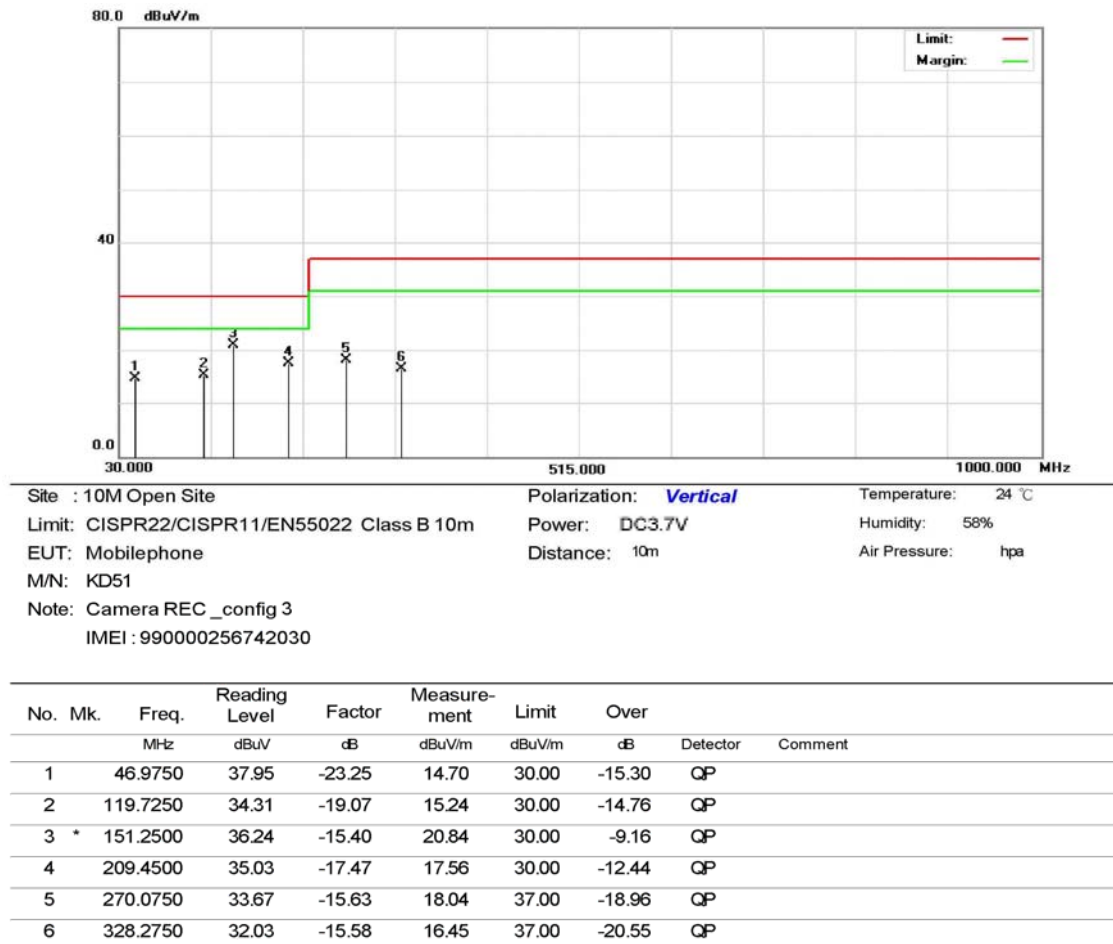 80.0 dBuV/m
Limit:
Margin:
40
0.0
30.000 515.000 1000.000 MHz
1 2 3 4 5 6
Site : 10M Open Site Polarization: Vertical Temperature: 24 ℃
Limit: CISPR22/CISPR11/EN55022 Class B 10m Power: DC3.7V Humidity: 58%
EUT: Mobilephone Distance: 10m Air Pressure: hpa
M/N: KD51
Note: Camera REC _config 3
IMEI : 990000256742030
No. Mk. Freq. Reading Level Factor Measure-ment Limit Over
MHz dBuV dB dBuV/m dBuV/m dB Detector Comment
1 46.9750 37.95 -23.25 14.70 30.00 -15.30 QP
2 119.7250 34.31 -19.07 15.24 30.00 -14.76 QP
3 * 151.2500 36.24 -15.40 20.84 30.00 -9.16 QP
4 209.4500 35.03 -17.47 17.56 30.00 -12.44 QP
5 270.0750 33.67 -15.63 18.04 37.00 -18.96 QP
6 328.2750 32.03 -15.58 16.45 37.00 -20.55 QP